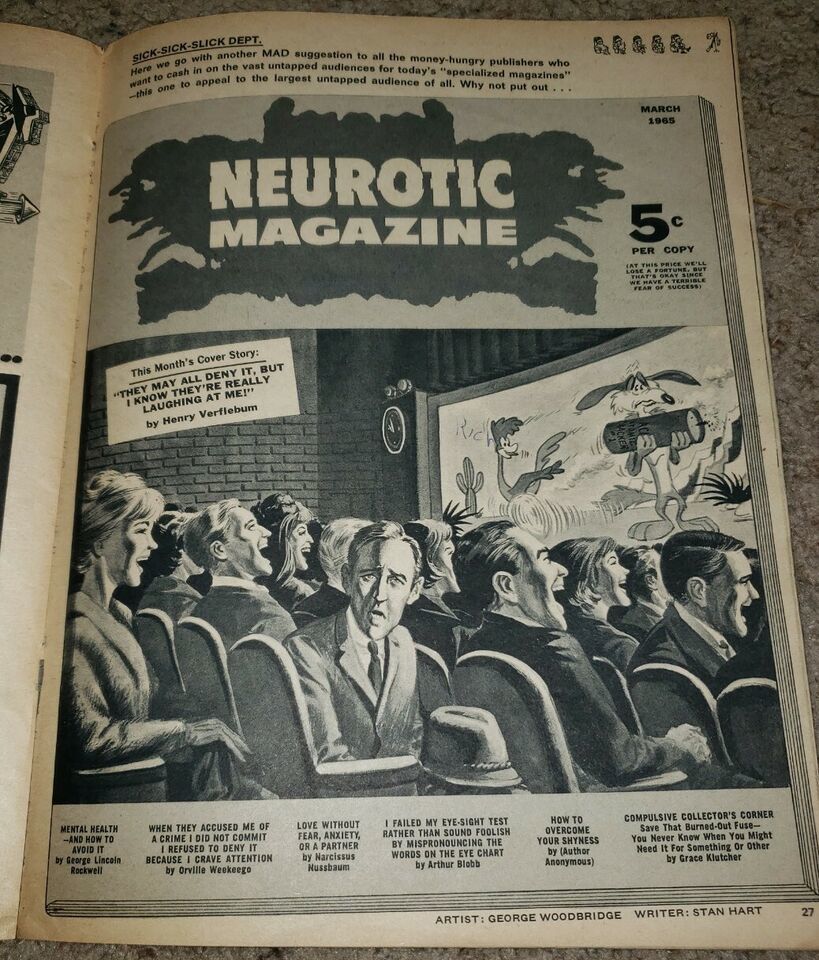 SICK-SICK-SLICK DEPT.
Here we go with another MAD suggestion to all the money-hungry publishers who
want to cash in on the vast untapped audiences for today's "specialized magazines"
—this one to appeal to the largest untapped audience of all. Why not put out . . .
MARCH
1965
NEUROTIC
MAGAZINE
5c
PER COPY
(AT THIS PRICE WE'LL
LOSE A FORTUNE, BUT
THAT'S OKAY SINCE
WE HAVE A TERRIBLE
FEAR OF SUCCESS)
This Month's Cover Story:
"THEY MAY ALL DENY IT, BUT
I KNOW THEY'RE REALLY
LAUGHING AT ME!"
by Henry Verflebum
Rich
ACME
MENTAL HEALTH
—AND HOW TO
AVOID IT
by George Lincoln
Rockwell
WHEN THEY ACCUSED ME OF
A CRIME I DID NOT COMMIT
I REFUSED TO DENY IT
BECAUSE I CRAVE ATTENTION
by Orville Weekeego
LOVE WITHOUT
FEAR, ANXIETY,
OR A PARTNER
by Narcissus
Nussbaum
I FAILED MY EYE-SIGHT TEST
RATHER THAN SOUND FOOLISH
BY MISPRONOUNCING THE
WORDS ON THE EYE CHART
by Arthur Blobb
HOW TO
OVERCOME
YOUR SHYNESS
by (Author
Anonymous)
COMPULSIVE COLLECTOR'S CORNER
Save That Burned-Out Fuse—
You Never Know When You Might
Need It For Something Or Other
by Grace Klutcher
ARTIST: GEORGE WOODBRIDGE WRITER: STAN HART
27